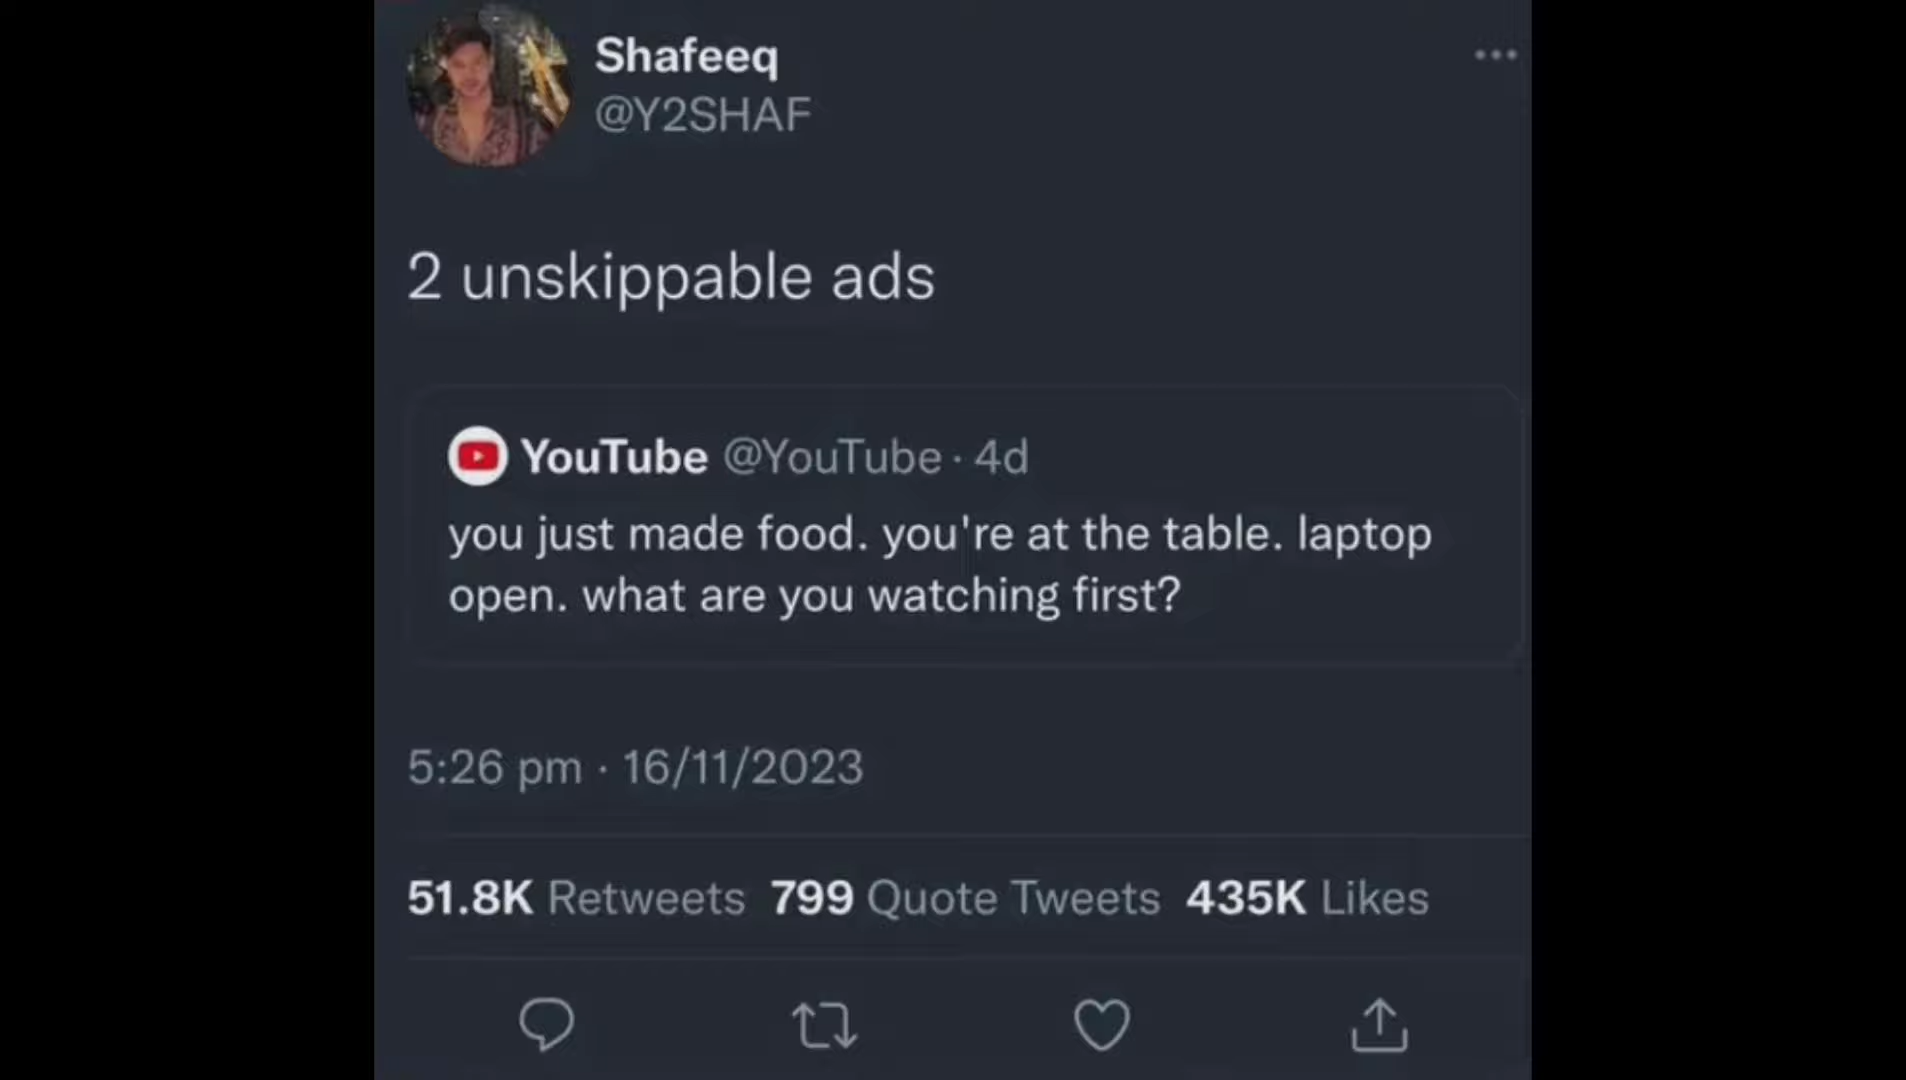 Shafeeq
@Y2SHAF
2 unskippable ads
YouTube @YouTube · 4d
you just made food. you're at the table. laptop
open. what are you watching first?
5:26 pm · 16/11/2023
51.8K Retweets 799 Quote Tweets 435K Likes